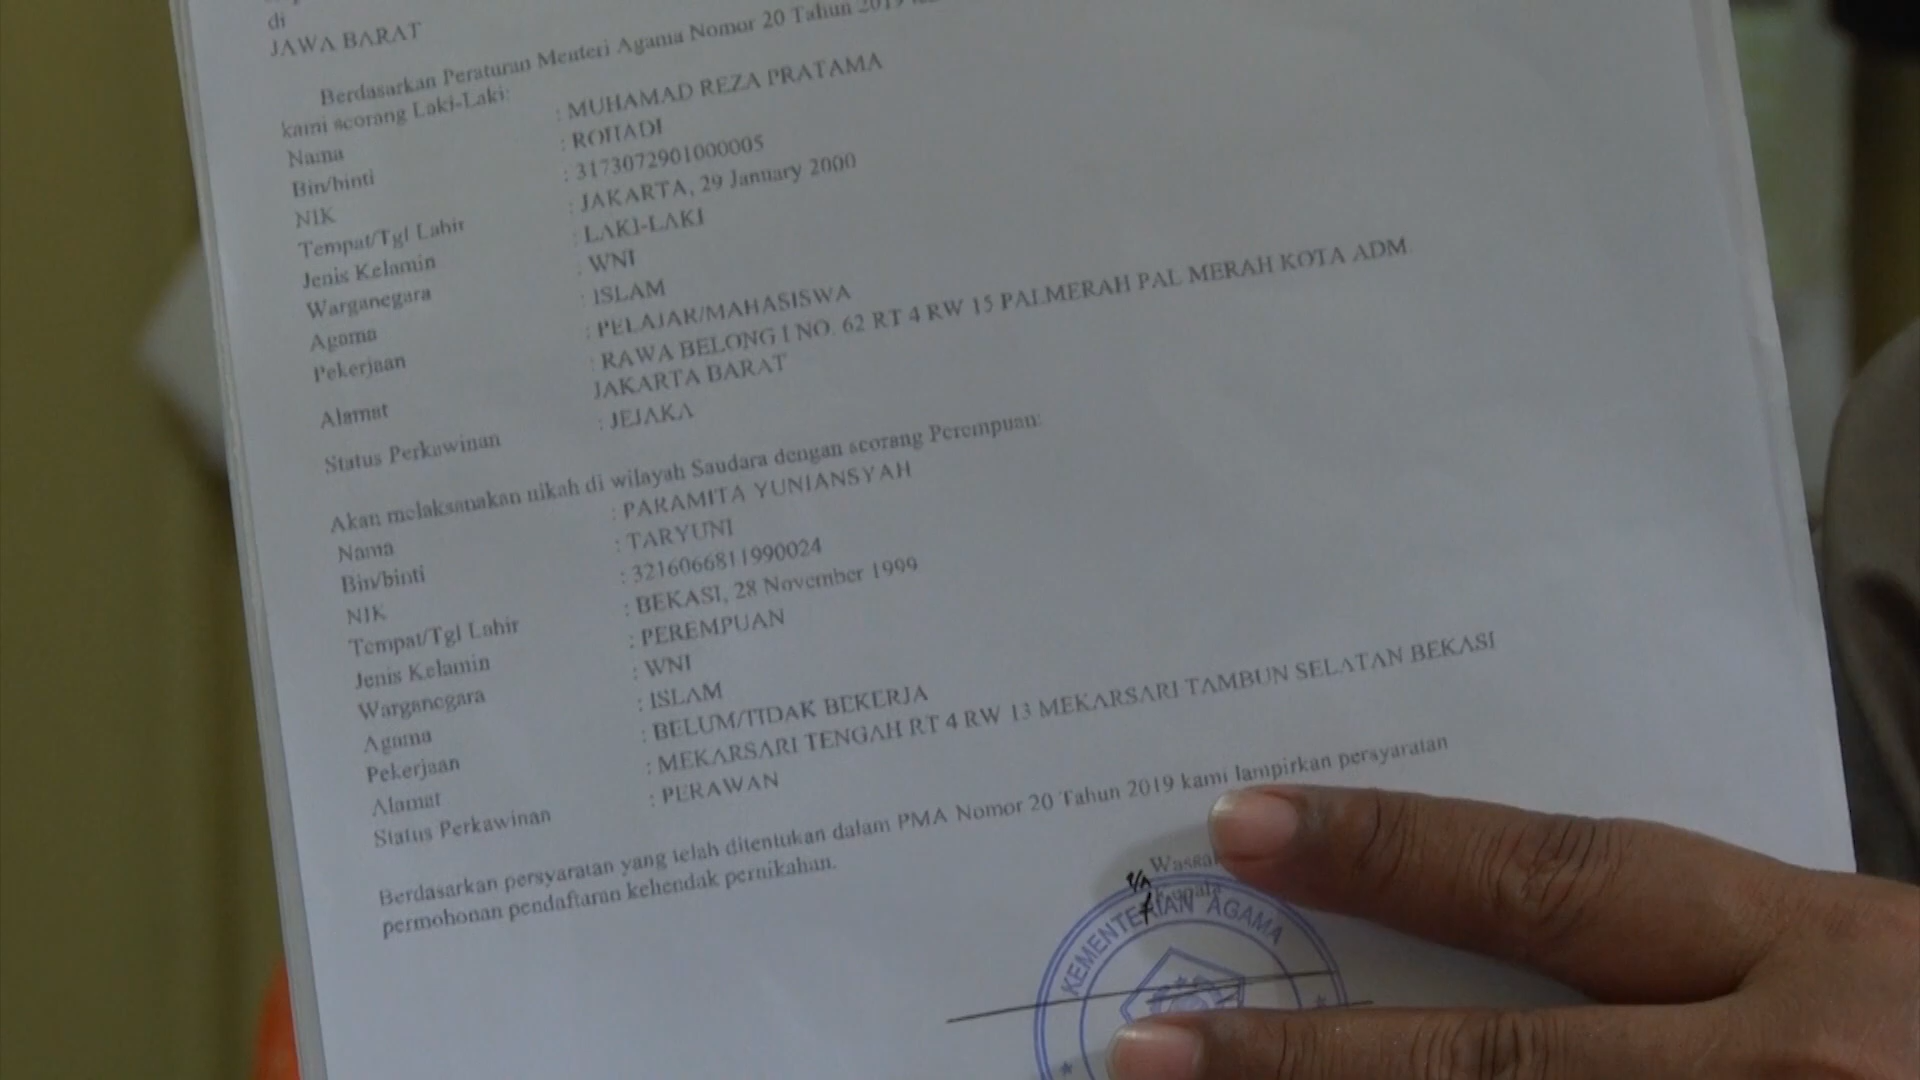 di
JAWA BARAT
Berdasarkan Peraturan Menteri Agama Nomor 20 Tahun 2019
kami seorang Laki-Laki:
Nama : MUHAMAD REZA PRATAMA
Bin/binti : ROHADI
NIK : 3173072901000005
Tempat/Tgl Lahir : JAKARTA, 29 January 2000
Jenis Kelamin : LAKI-LAKI
Warganegara : WNI
Agama : ISLAM
Pekerjaan : PELAJAR/MAHASISWA
Alamat : RAWA BELONG I NO. 62 RT 4 RW 15 PALMERAH PAL MERAH KOTA ADM.
JAKARTA BARAT
Status Perkawinan : JEJAKA
Akan melaksanakan nikah di wilayah Saudara dengan seorang Perempuan:
Nama : PARAMITA YUNIANSYAH
Bin/binti : TARYUNI
NIK : 3216066811990024
Tempat/Tgl Lahir : BEKASI, 28 November 1999
Jenis Kelamin : PEREMPUAN
Warganegara : WNI
Agama : ISLAM
Pekerjaan : BELUM/TIDAK BEKERJA
Alamat : MEKARSARI TENGAH RT 4 RW 13 MEKARSARI TAMBUN SELATAN BEKASI
Status Perkawinan : PERAWAN
Berdasarkan persyaratan yang telah ditentukan dalam PMA Nomor 20 Tahun 2019 kami lampirkan persyaratan
permohonan pendaftaran kehendak pernikahan.
Kepala
KEMENTERIAN AGAMA